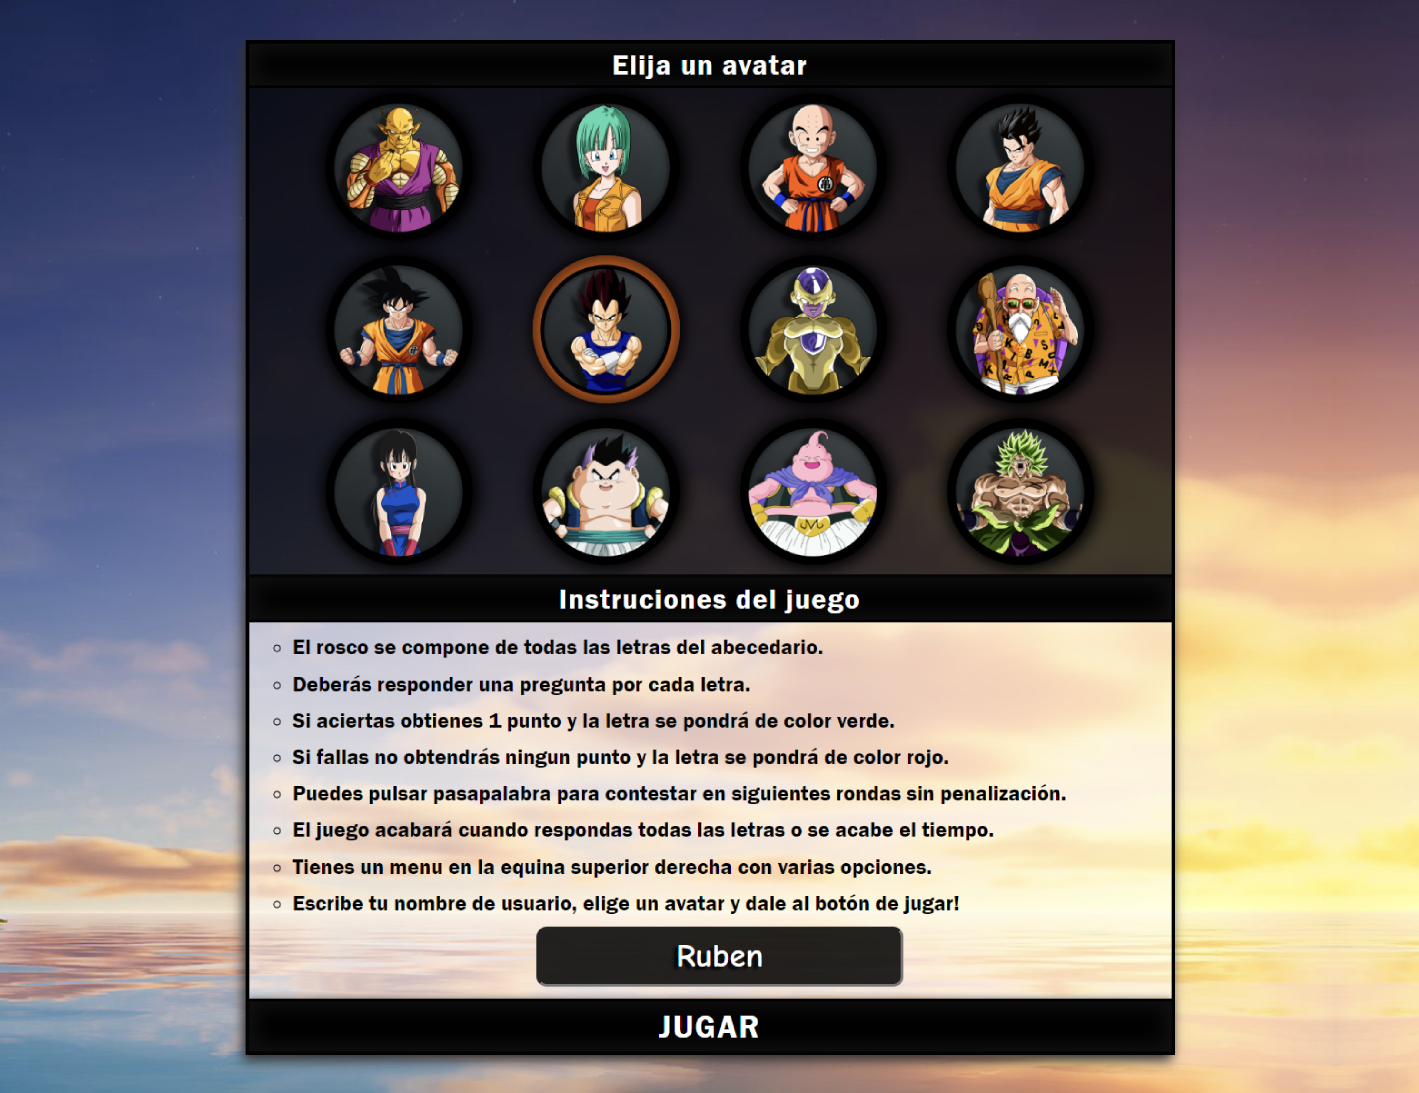 Elija un avatar
Instruciones del juego
El rosco se compone de todas las letras del abecedario.
Deberás responder una pregunta por cada letra.
Si aciertas obtienes 1 punto y la letra se pondrá de color verde.
Si fallas no obtendrás ningun punto y la letra se pondrá de color rojo.
Puedes pulsar pasapalabra para contestar en siguientes rondas sin penalización.
El juego acabará cuando respondas todas las letras o se acabe el tiempo.
Tienes un menu en la equina superior derecha con varias opciones.
Escribe tu nombre de usuario, elige un avatar y dale al botón de jugar!
Ruben
JUGAR